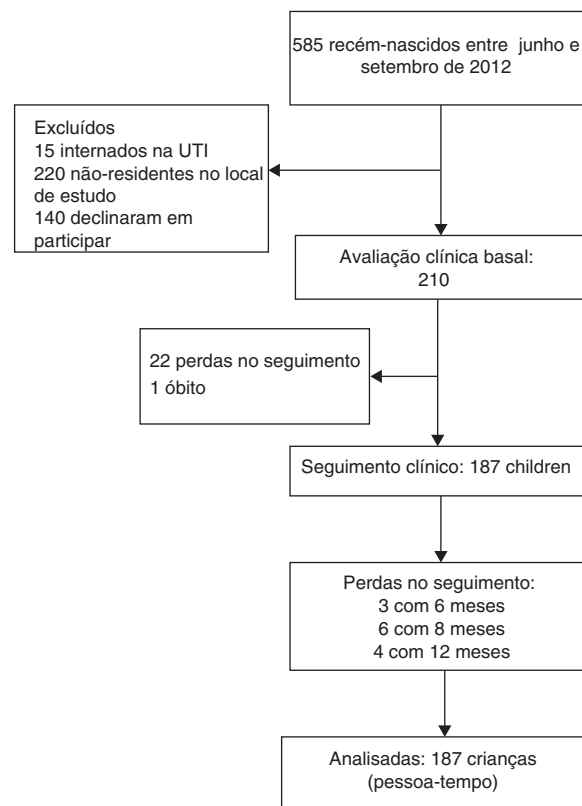 585 recém-nascidos entre junho e
setembro de 2012
Excluídos
15 internados na UTI
220 não-residentes no local
de estudo
140 declinaram em
participar
Avaliação clínica basal:
210
22 perdas no seguimento
1 óbito
Seguimento clínico: 187 children
Perdas no seguimento:
3 com 6 meses
6 com 8 meses
4 com 12 meses
Analisadas: 187 crianças
(pessoa-tempo)